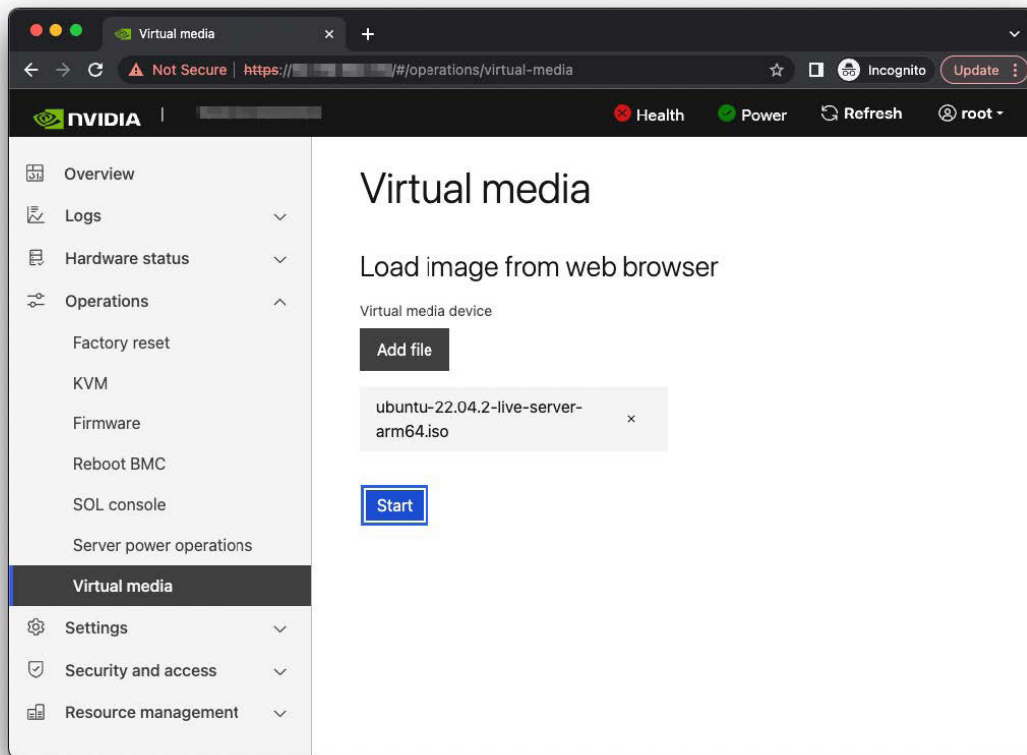 Virtual media
Not Secure | https:// /#/operations/virtual-media
Incognito
Update
NVIDIA
Health
Power
Refresh
root
Overview
Logs
Hardware status
Operations
Factory reset
KVM
Firmware
Reboot BMC
SOL console
Server power operations
Virtual media
Settings
Security and access
Resource management
Virtual media
Load image from web browser
Virtual media device
Add file
ubuntu-22.04.2-live-server-
arm64.iso
Start